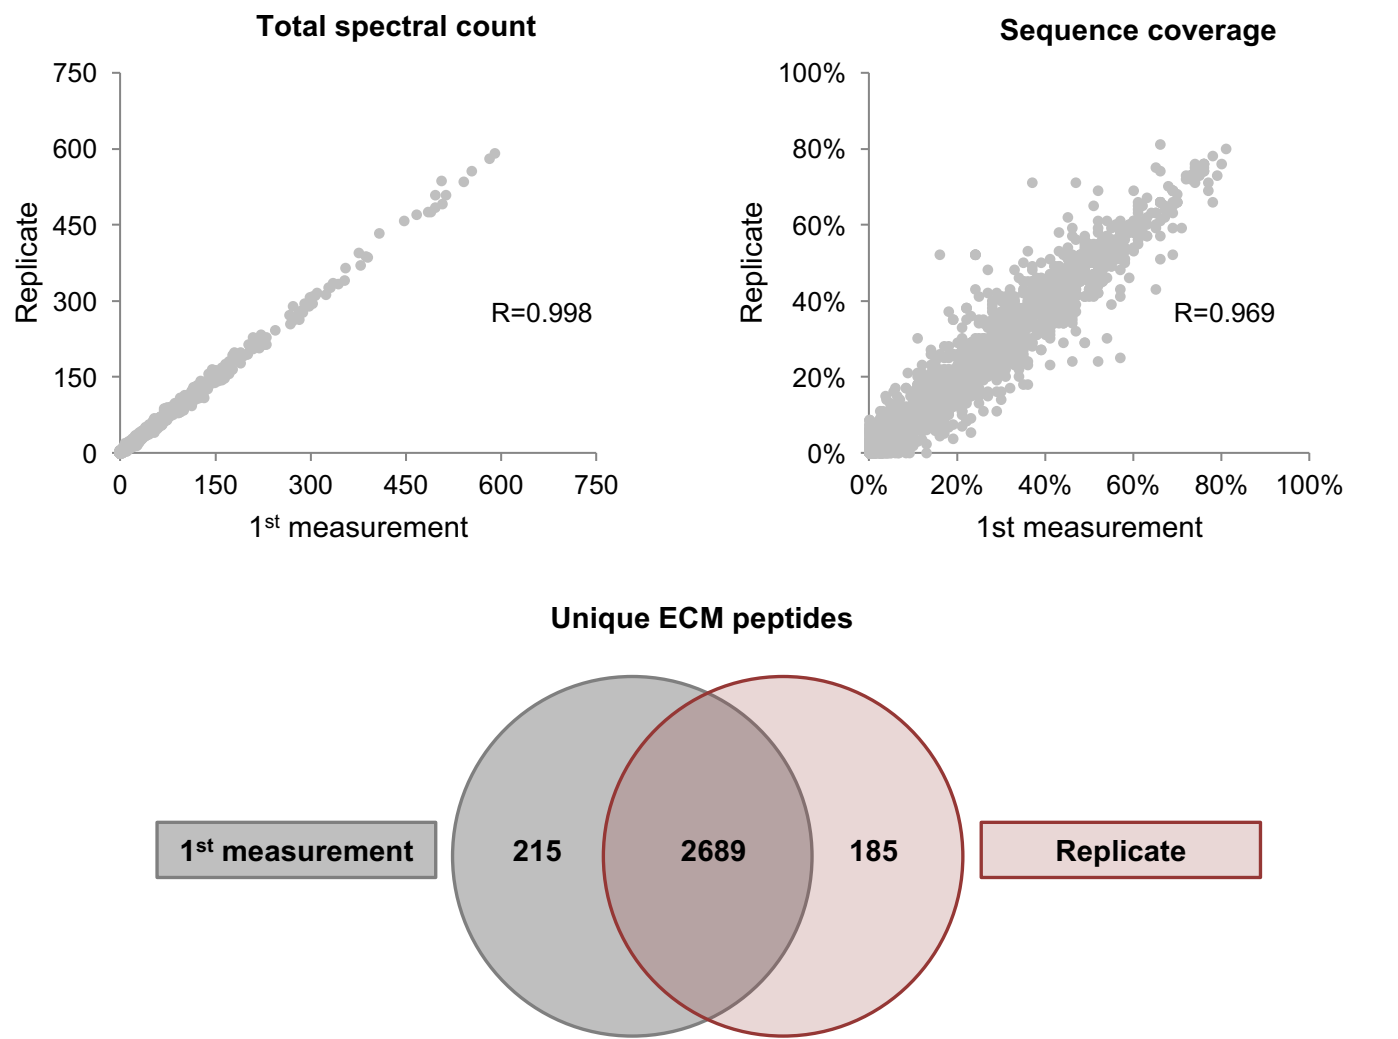 Total spectral count
750
600
450
300
150
0
Replicate
R=0.998
0 150 300 450 600 750
1st measurement
Sequence coverage
100%
80%
60%
40%
20%
0%
Replicate
R=0.969
0% 20% 40% 60% 80% 100%
1st measurement
Unique ECM peptides
1st measurement
215
2689
185
Replicate